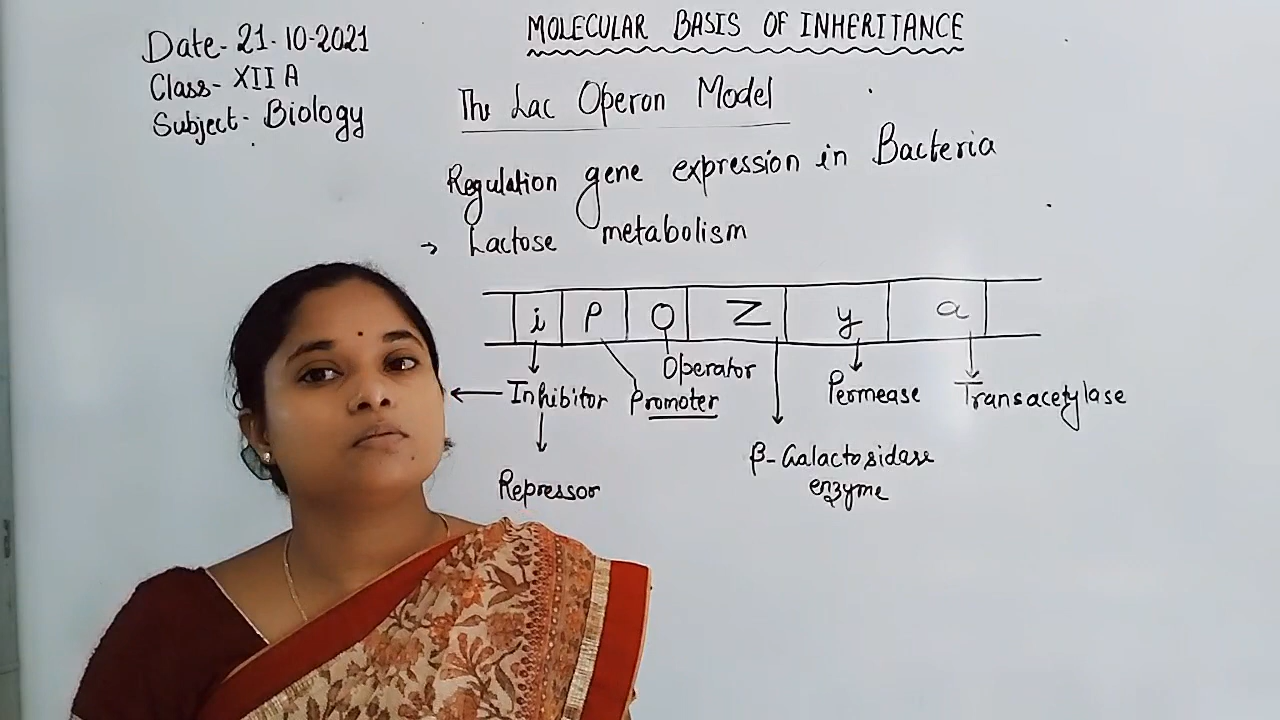 Date- 21-10-2021
Class- XII A
Subject- Biology
MOLECULAR BASIS OF INHERITANCE
The Lac Operon Model
Regulation gene expression in Bacteria
→ Lactose metabolism
i P O Z y a
Operator
← Inhibitor Promoter Permease Transacetylase
β-Galactosidase
enzyme
Repressor